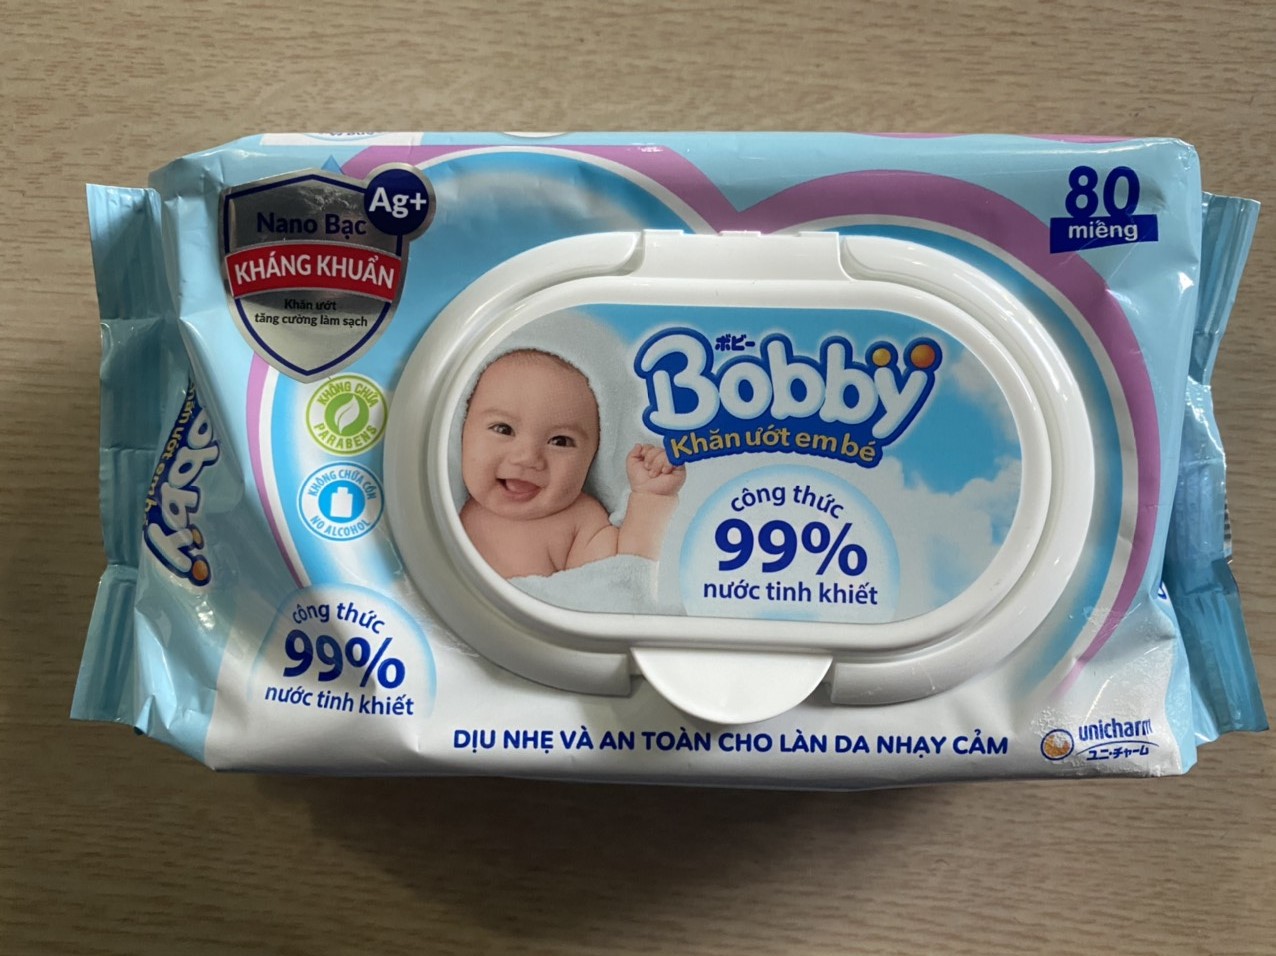 Nano Bạc Ag+
KHÁNG KHUẨN
Khăn ướt
tăng cường làm sạch
80
miếng
KHÔNG CHỨA
PARABENS
KHÔNG CHỨA CỒN
NO ALCOHOL
ボビー
Bobby
Khăn ướt em bé
công thức
99%
nước tinh khiết
công thức
99%
nước tinh khiết
DỊU NHẸ VÀ AN TOÀN CHO LÀN DA NHẠY CẢM
unicharm
ユニ・チャーム